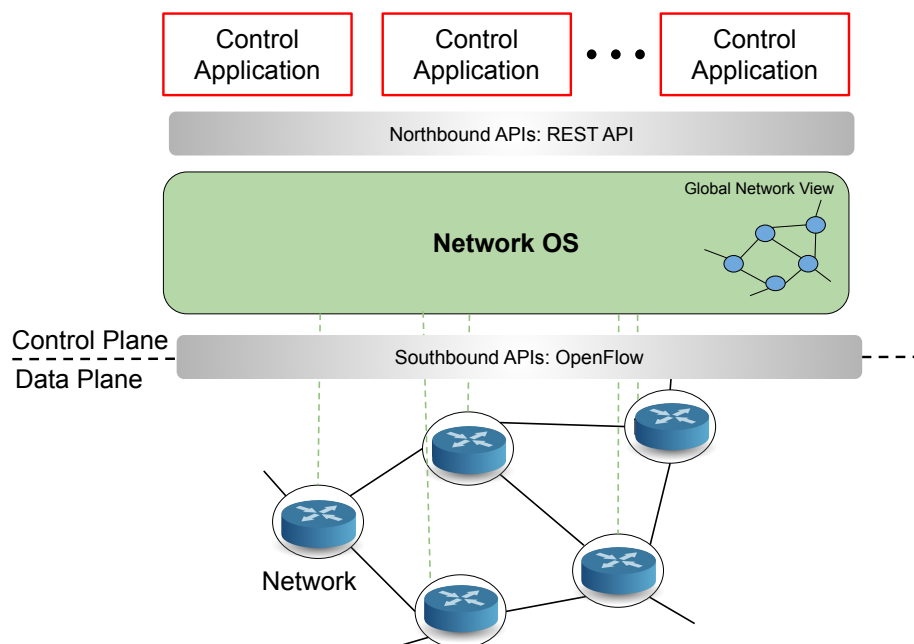 Control
Application
Control
Application
Control
Application
Northbound APIs: REST API
Global Network View
Network OS
Control Plane
Southbound APIs: OpenFlow
Data Plane
Network